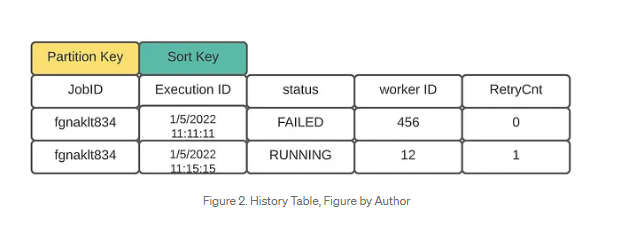 Partition Key Sort Key
JobID Execution ID status worker ID RetryCnt
fgnaklt834 1/5/2022 11:11:11 FAILED 456 0
fgnaklt834 1/5/2022 11:15:15 RUNNING 12 1
Figure 2. History Table, Figure by Author